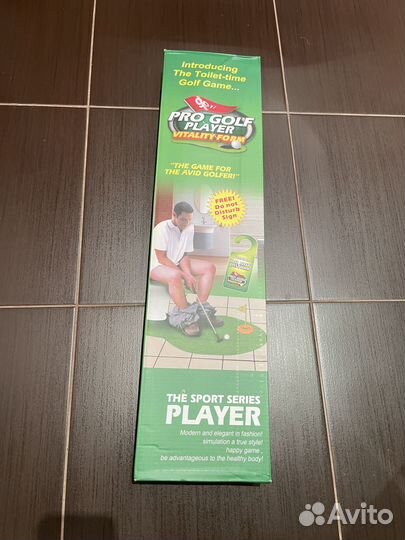 Introducing
The Toilet-time
Golf Game...
PRO GOLF
PLAYER
VITALITY FORM
"THE GAME FOR
THE AVID GOLFER!"
FREE!
Do not
Disturb
Sign
THE SPORT SERIES
PLAYER
Modern and elegant in fashion!
simulation a true style!
happy game ,
be advantageous to the healthy body!
Avito